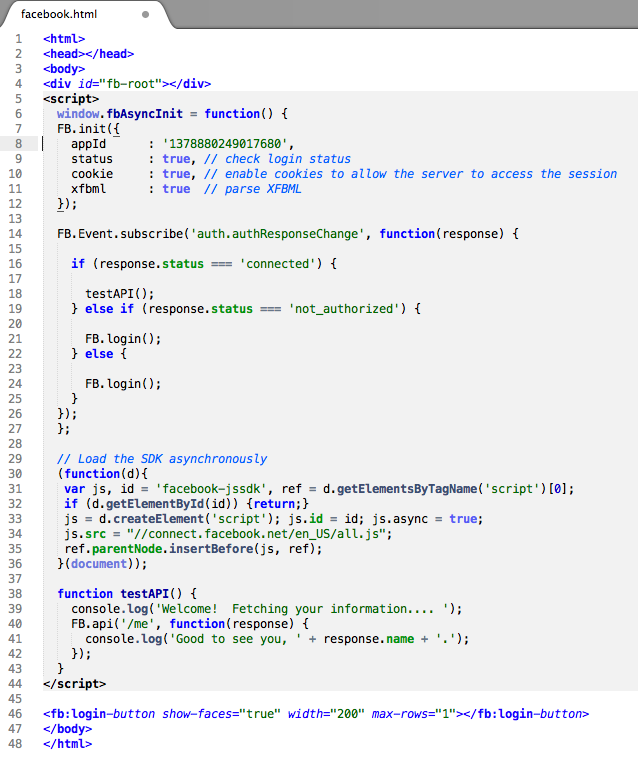 facebook.html
1 <html>
2 <head></head>
3 <body>
4 <div id="fb-root"></div>
5 <script>
6   window.fbAsyncInit = function() {
7   FB.init({
8     appId      : '1378880249017680',
9     status     : true, // check login status
10     cookie     : true, // enable cookies to allow the server to access the session
11     xfbml      : true  // parse XFBML
12   });
13
14   FB.Event.subscribe('auth.authResponseChange', function(response) {
15
16     if (response.status === 'connected') {
17
18       testAPI();
19     } else if (response.status === 'not_authorized') {
20
21       FB.login();
22     } else {
23
24       FB.login();
25     }
26   });
27   };
28
29   // Load the SDK asynchronously
30   (function(d){
31    var js, id = 'facebook-jssdk', ref = d.getElementsByTagName('script')[0];
32    if (d.getElementById(id)) {return;}
33    js = d.createElement('script'); js.id = id; js.async = true;
34    js.src = "//connect.facebook.net/en_US/all.js";
35    ref.parentNode.insertBefore(js, ref);
36   }(document));
37
38   function testAPI() {
39     console.log('Welcome!  Fetching your information.... ');
40     FB.api('/me', function(response) {
41       console.log('Good to see you, ' + response.name + '.');
42     });
43   }
44 </script>
45
46 <fb:login-button show-faces="true" width="200" max-rows="1"></fb:login-button>
47 </body>
48 </html>